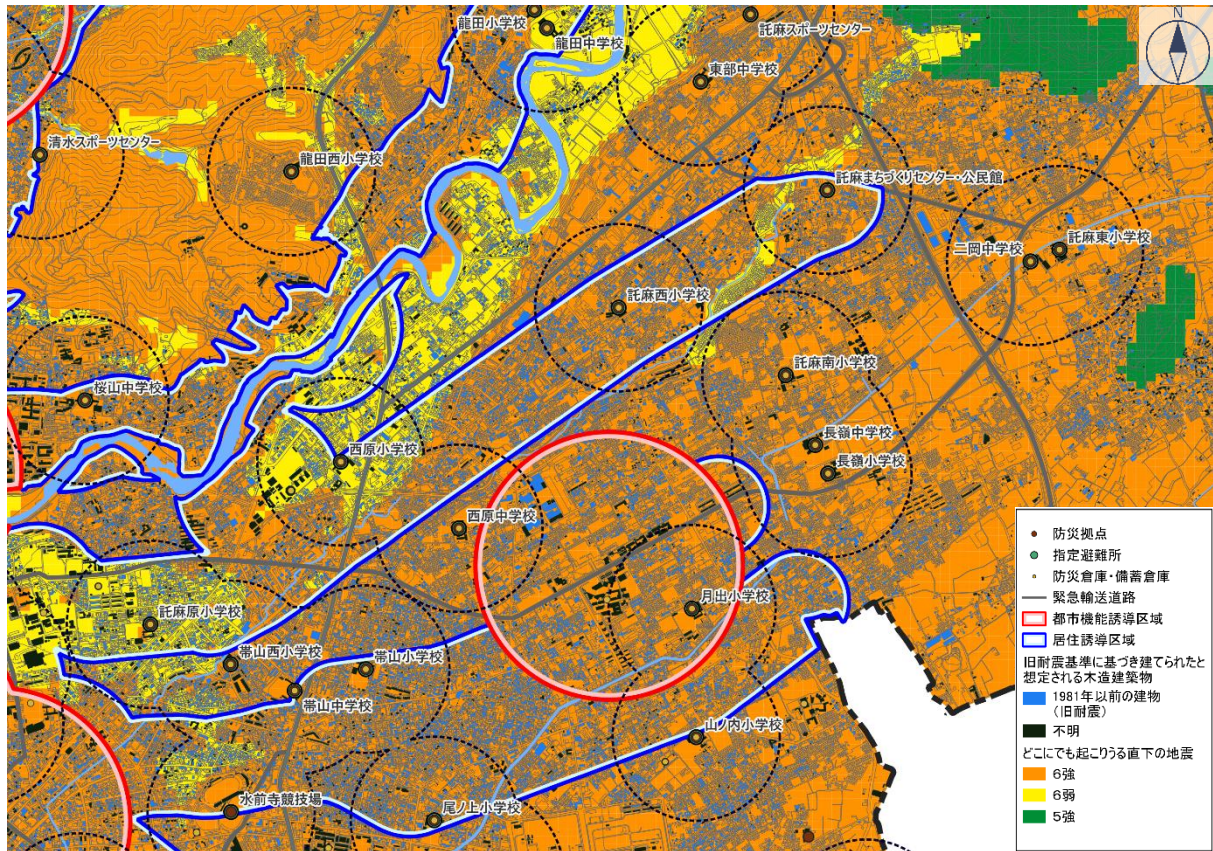 龍田小学校
龍田中学校
託麻スポーツセンター
N
東部中学校
清水スポーツセンター
龍田西小学校
託麻まちづくりセンター・公民館
二岡中学校
託麻東小学校
託麻西小学校
託麻南小学校
桜山中学校
長嶺中学校
西原小学校
長嶺小学校
西原中学校
月出小学校
託麻原小学校
帯山西小学校
帯山小学校
帯山中学校
山ノ内小学校
水前寺競技場
尾ノ上小学校
防災拠点
指定避難所
防災倉庫・備蓄倉庫
緊急輸送道路
都市機能誘導区域
居住誘導区域
旧耐震基準に基づき建てられたと
想定される木造建築物
1981年以前の建物
(旧耐震)
不明
どこにでも起こりうる直下の地震
6強
6弱
5強